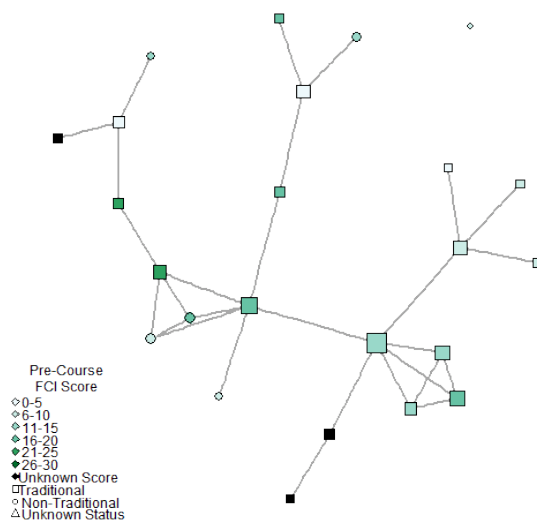 Pre-Course
FCI Score
0-5
6-10
11-15
16-20
21-25
26-30
Unknown Score
Traditional
Non-Traditional
Unknown Status